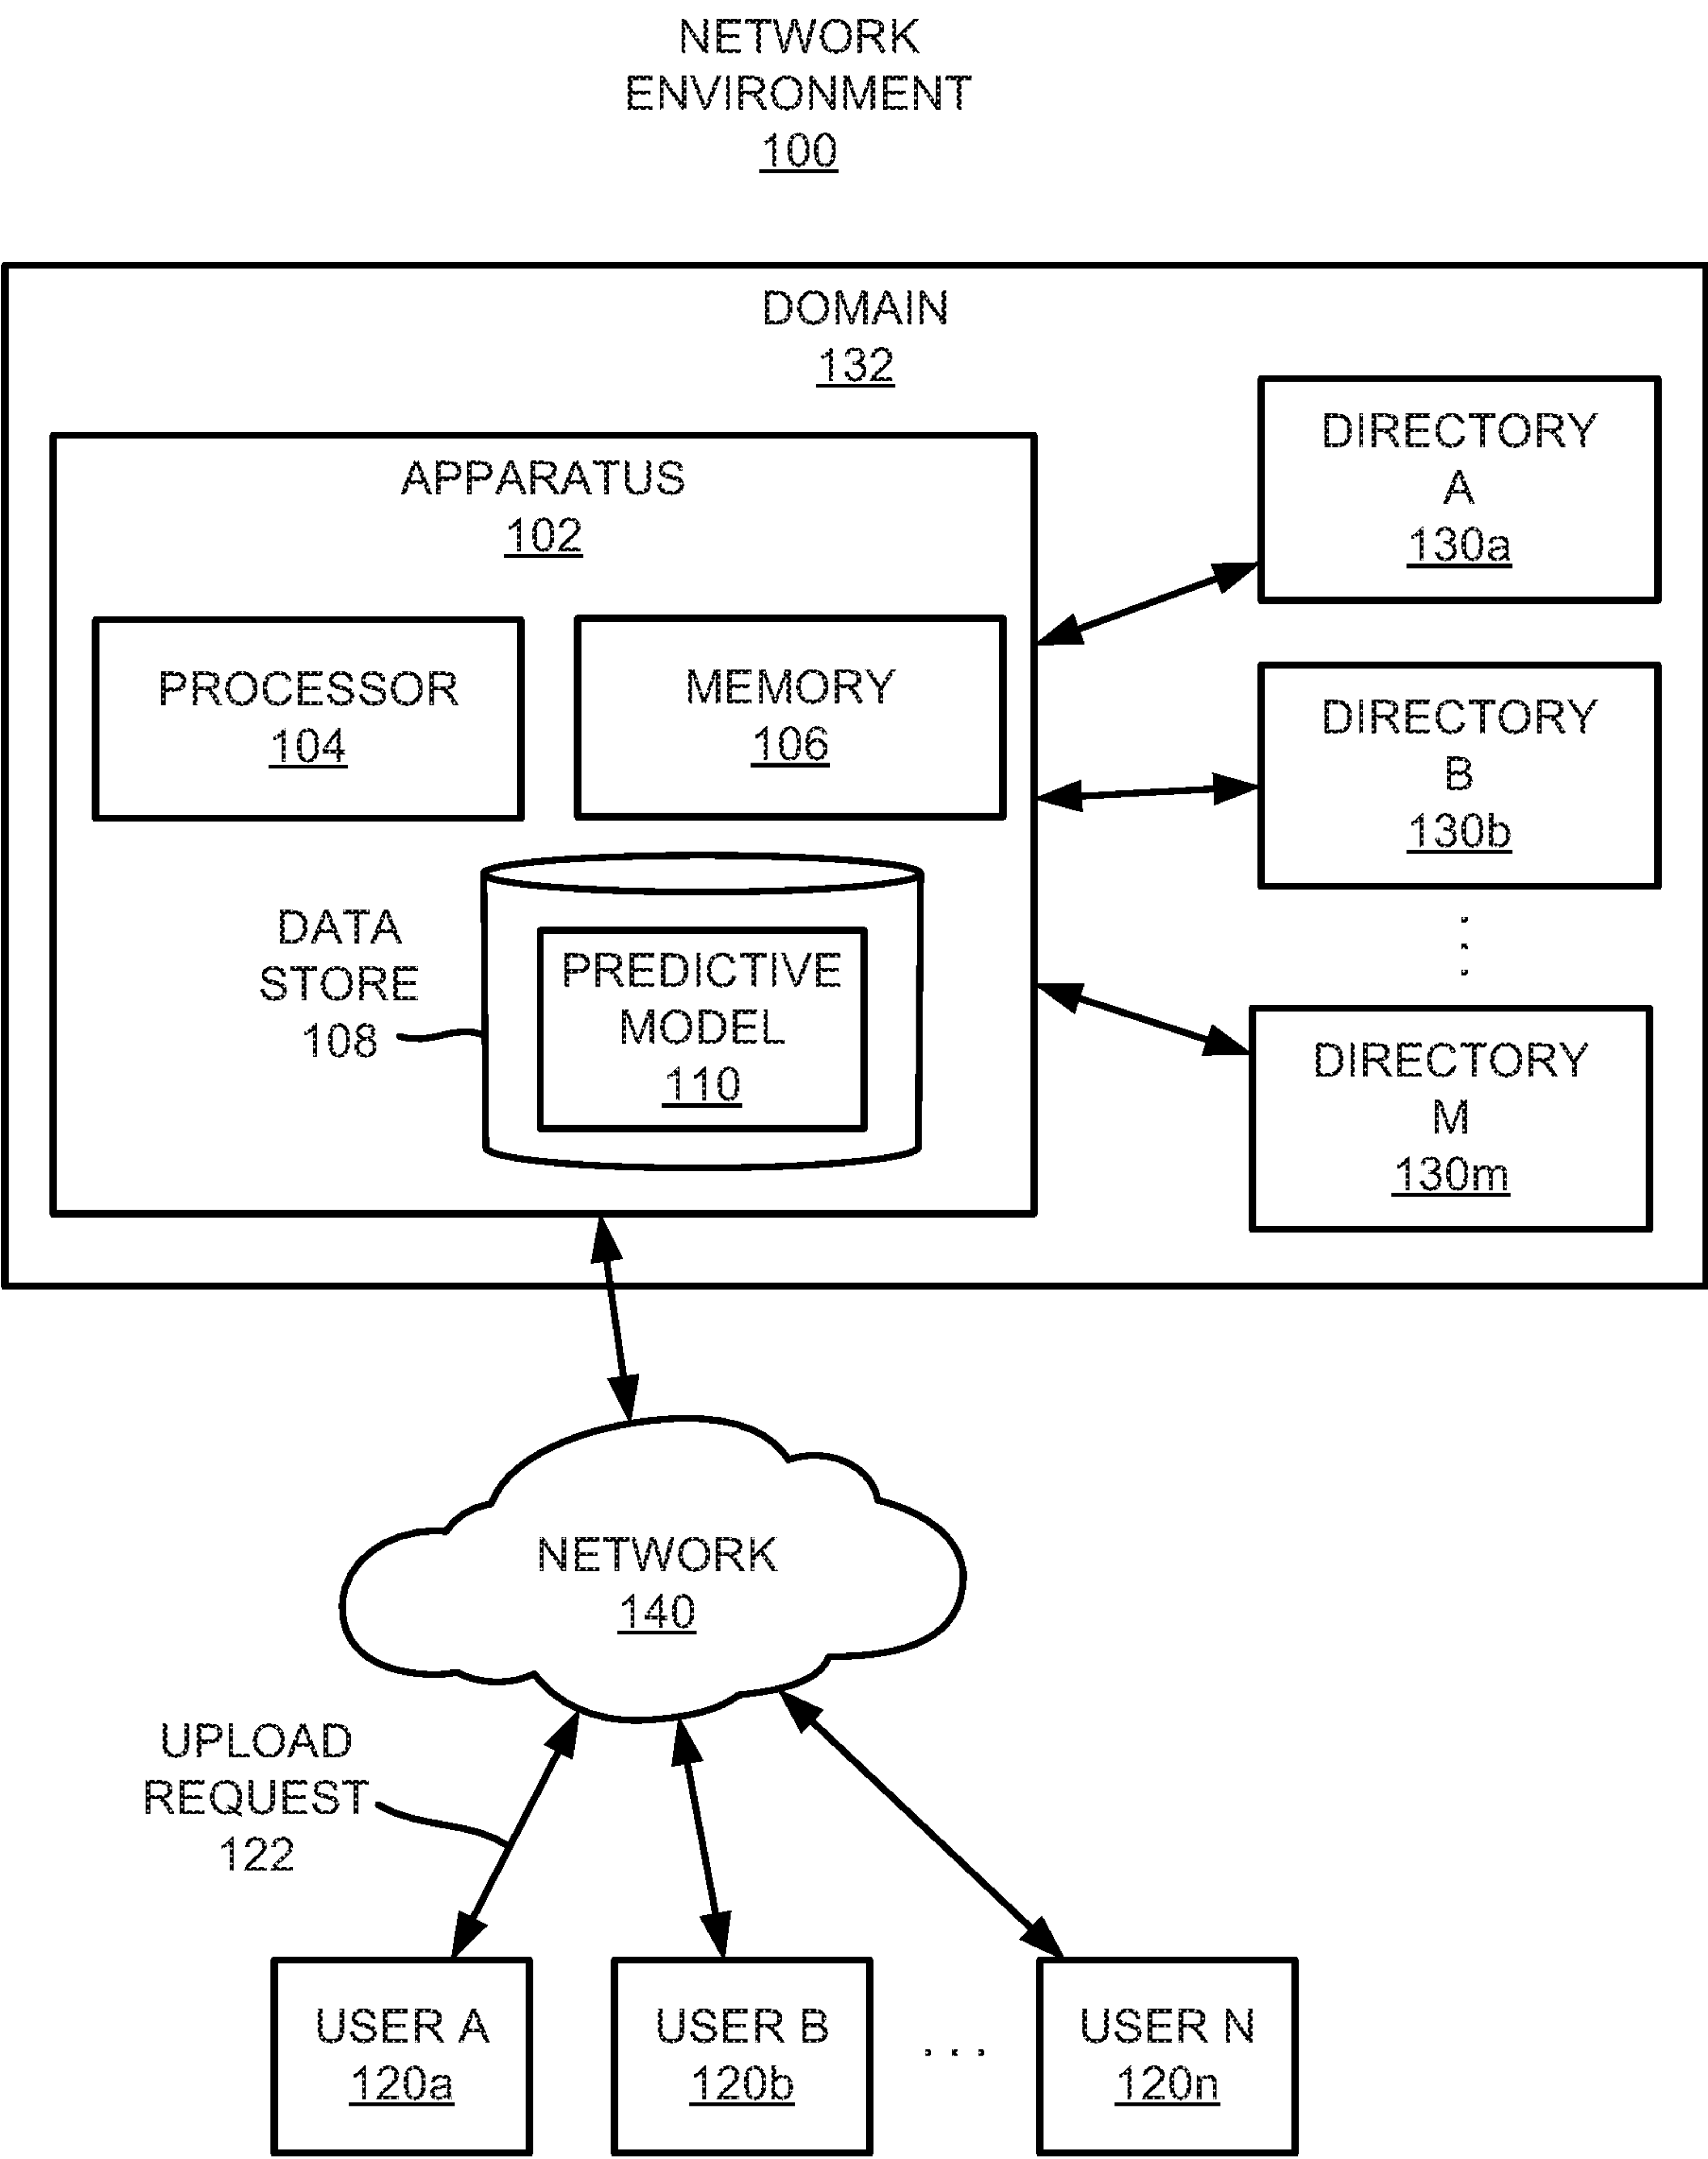 NETWORK
ENVIRONMENT
100
DOMAIN
132
APPARATUS
102
PROCESSOR
104
MEMORY
106
DATA
STORE
108
PREDICTIVE
MODEL
110
DIRECTORY
A
130a
DIRECTORY
B
130b
...
DIRECTORY
M
130m
NETWORK
140
UPLOAD
REQUEST
122
USER A
120a
USER B
120b
...
USER N
120n